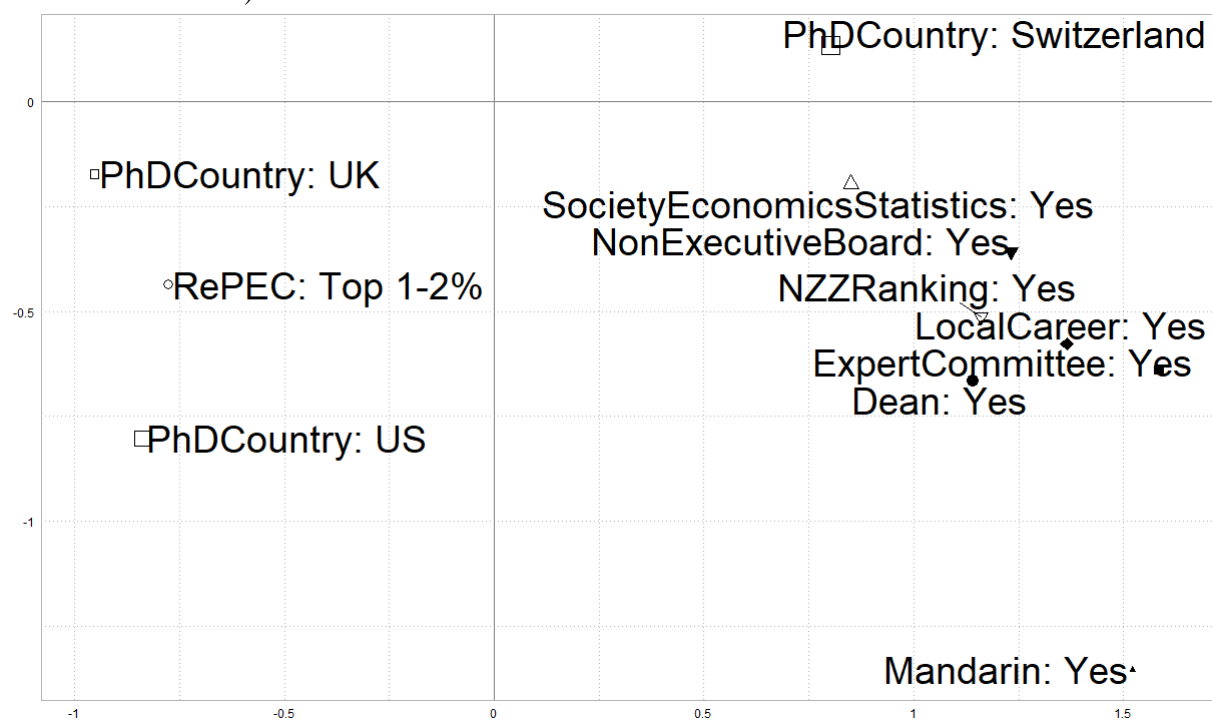 )
PhDCountry: Switzerland
0
PhDCountry: UK
SocietyEconomicsStatistics: Yes
NonExecutiveBoard: Yes
RePEC: Top 1-2%
NZZRanking: Yes
-0.5
LocalCareer: Yes
ExpertCommittee: Yes
Dean: Yes
PhDCountry: US
-1
Mandarin: Yes
-1
-0.5
0
0.5
1
1.5